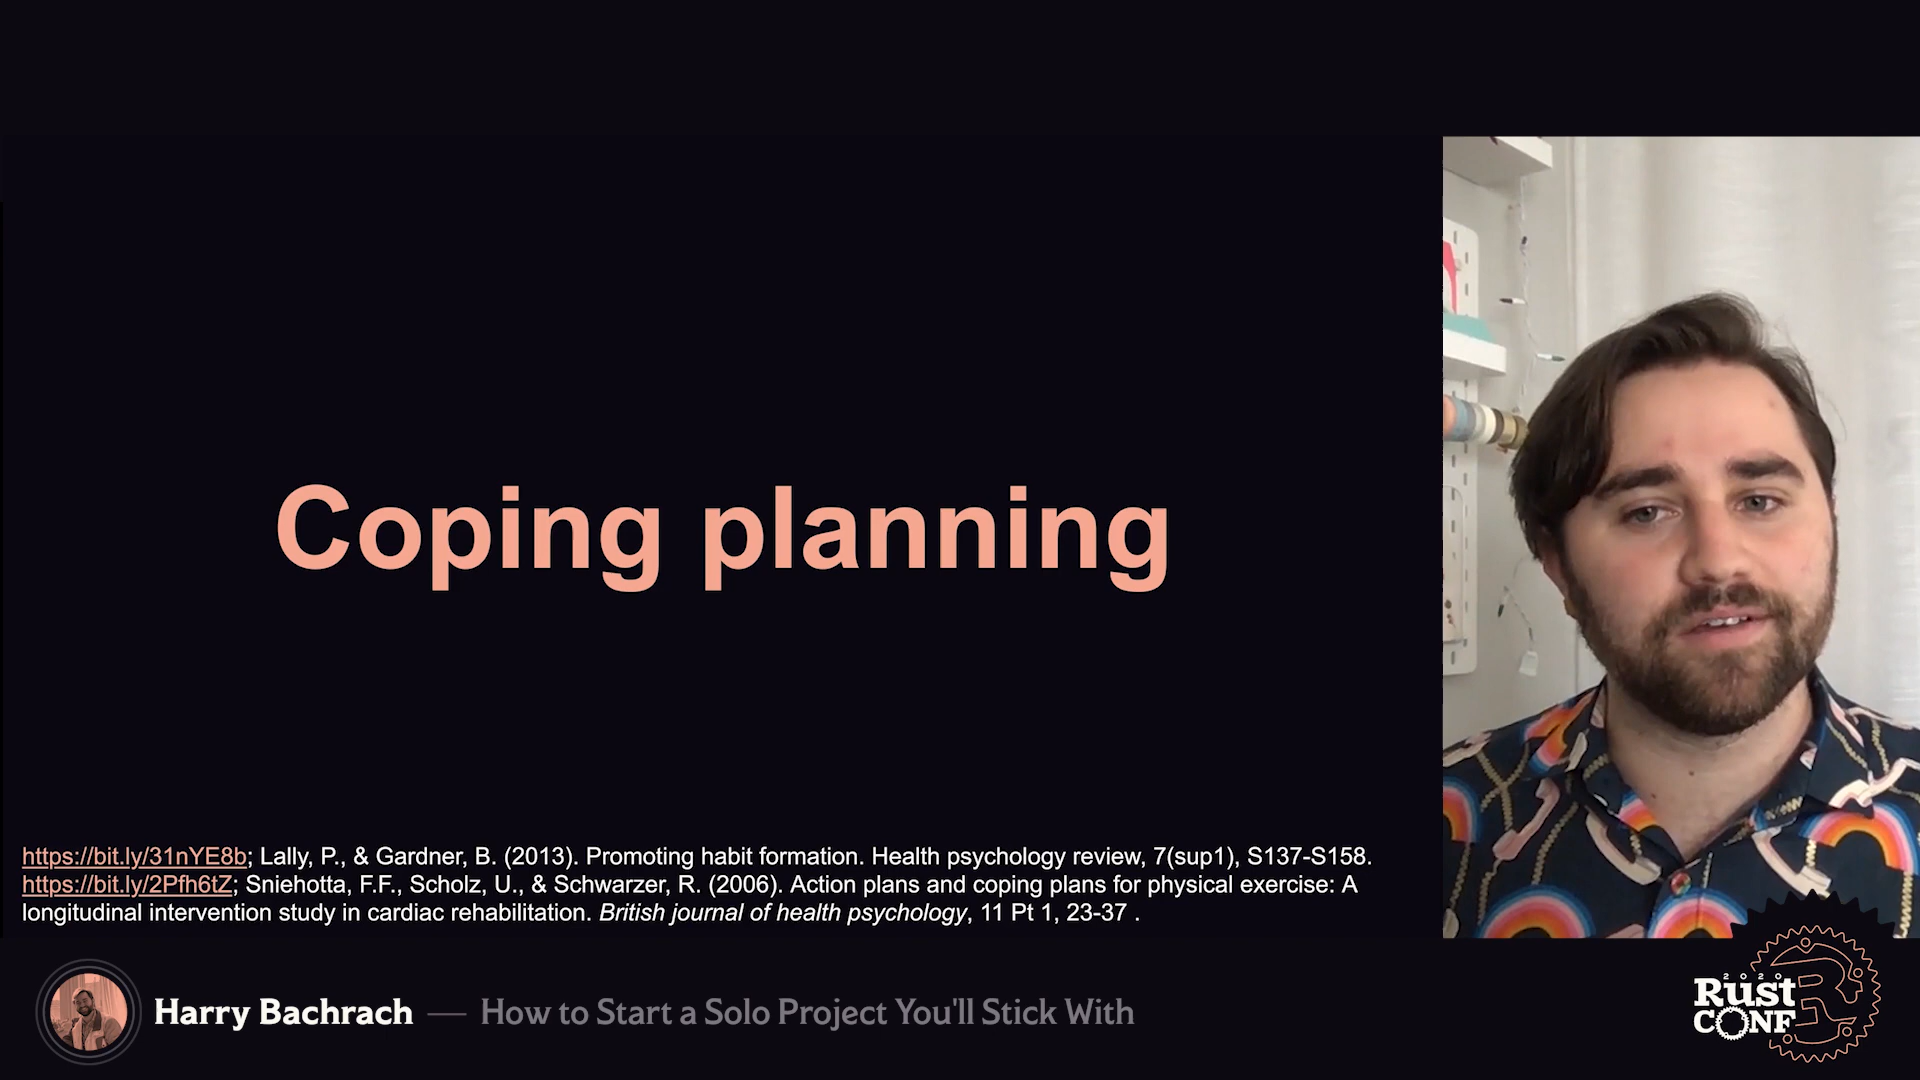 Coping planning
https://bit.ly/31nYE8b; Lally, P., & Gardner, B. (2013). Promoting habit formation. Health psychology review, 7(sup1), S137-S158.
https://bit.ly/2Pfh6tZ; Sniehotta, F.F., Scholz, U., & Schwarzer, R. (2006). Action plans and coping plans for physical exercise: A
longitudinal intervention study in cardiac rehabilitation. British journal of health psychology, 11 Pt 1, 23-37 .
Harry Bachrach — How to Start a Solo Project You'll Stick With
2020
Rust
CONF